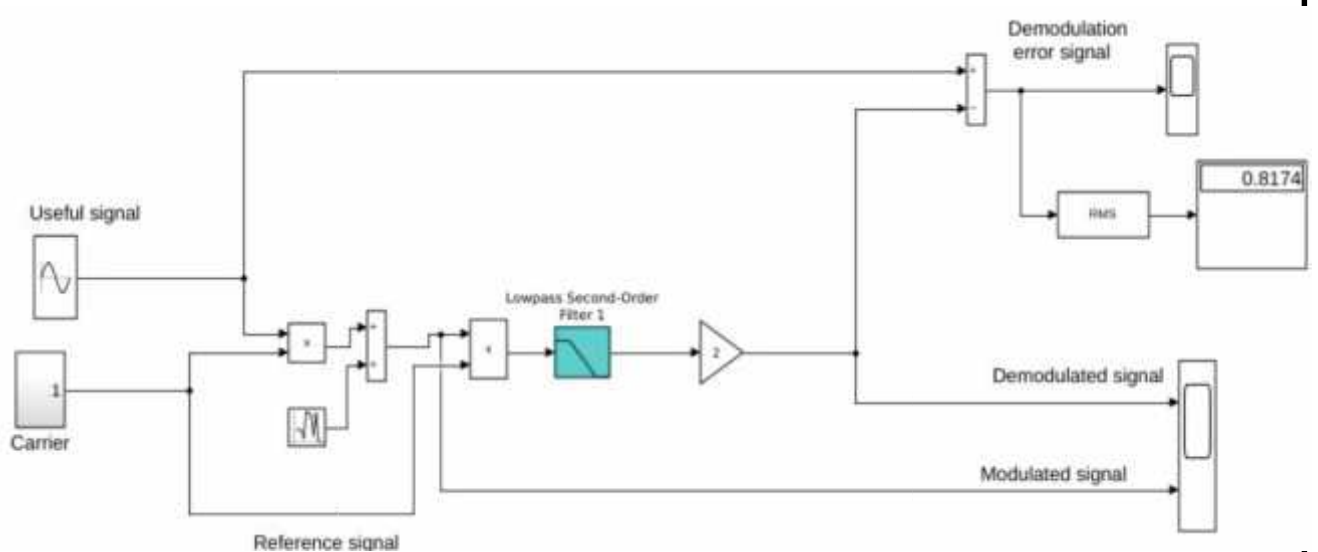 Demodulation
error signal
+
−
0.8174
RMS
Useful signal
Lowpass Second-Order
Filter 1
×
+
+
2
1
Carrier
Demodulated signal
Modulated signal
Reference signal